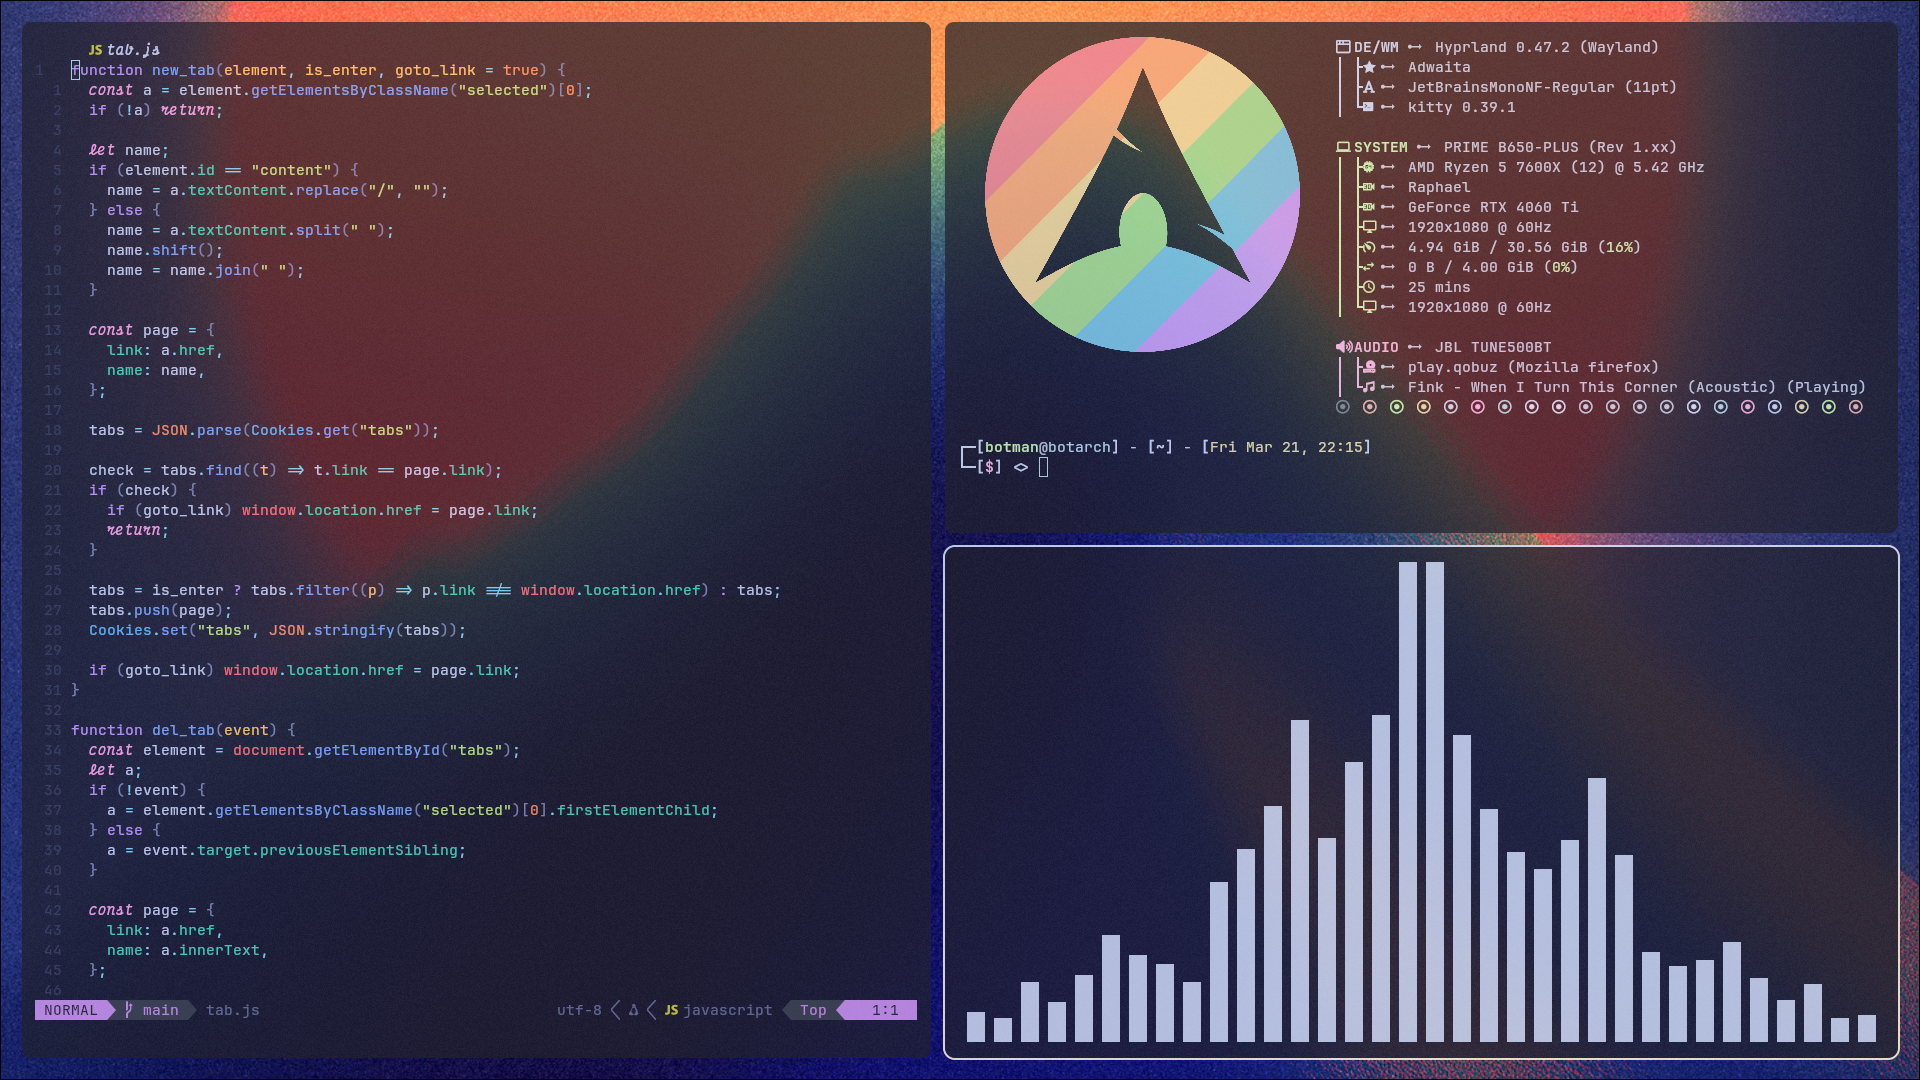 JS tab.js
1 function new_tab(element, is_enter, goto_link = true) {
1 const a = element.getElementsByClassName("selected")[0];
2 if (!a) return;
3
4 let name;
5 if (element.id == "content") {
6 name = a.textContent.replace("/", "");
7 } else {
8 name = a.textContent.split(" ");
9 name.shift();
10 name = name.join(" ");
11 }
12
13 const page = {
14 link: a.href,
15 name: name,
16 };
17
18 tabs = JSON.parse(Cookies.get("tabs"));
19
20 check = tabs.find((t) => t.link == page.link);
21 if (check) {
22 if (goto_link) window.location.href = page.link;
23 return;
24 }
25
26 tabs = is_enter ? tabs.filter((p) => p.link !== window.location.href) : tabs;
27 tabs.push(page);
28 Cookies.set("tabs", JSON.stringify(tabs));
29
30 if (goto_link) window.location.href = page.link;
31 }
32
33 function del_tab(event) {
34 const element = document.getElementById("tabs");
35 let a;
36 if (!event) {
37 a = element.getElementsByClassName("selected")[0].firstElementChild;
38 } else {
39 a = event.target.previousElementSibling;
40 }
41
42 const page = {
43 link: a.href,
44 name: a.innerText,
45 };
46
NORMAL main tab.js utf-8 JS javascript Top 1:1
DE/WM Hyprland 0.47.2 (Wayland)
Adwaita
JetBrainsMonoNF-Regular (11pt)
kitty 0.39.1
SYSTEM PRIME B650-PLUS (Rev 1.xx)
AMD Ryzen 5 7600X (12) @ 5.42 GHz
Raphael
GeForce RTX 4060 Ti
1920x1080 @ 60Hz
4.94 GiB / 30.56 GiB (16%)
0 B / 4.00 GiB (0%)
25 mins
1920x1080 @ 60Hz
AUDIO JBL TUNE500BT
play.qobuz (Mozilla firefox)
Fink - When I Turn This Corner (Acoustic) (Playing)
[botman@botarch] - [~] - [Fri Mar 21, 22:15]
[$] <>